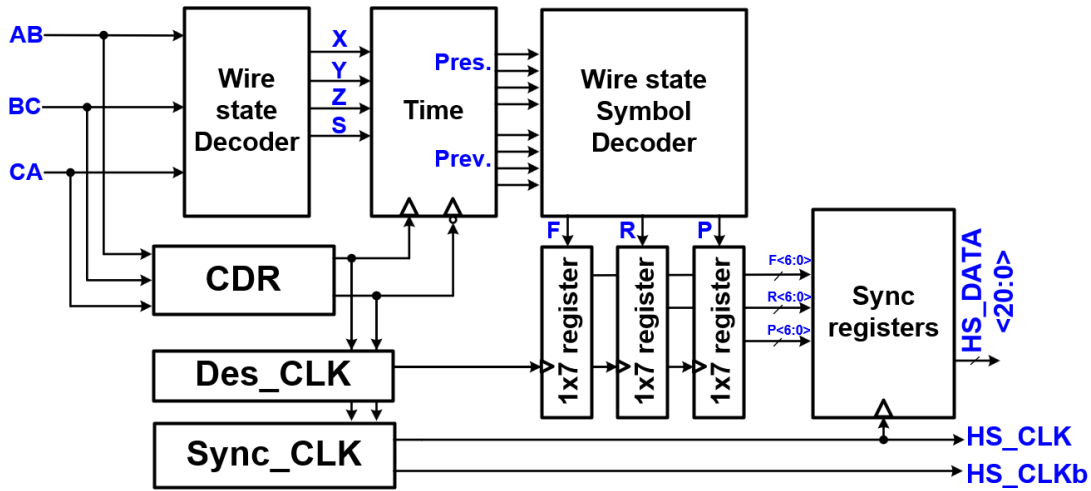 AB
BC
CA
Wire
state
Decoder
X
Y
Z
S
Time
Pres.
Prev.
Wire state
Symbol
Decoder
F
R
P
CDR
1x7 register
1x7 register
1x7 register
F<6:0>
R<6:0>
P<6:0>
Sync
registers
HS_DATA
<20:0>
Des_CLK
Sync_CLK
HS_CLK
HS_CLKb